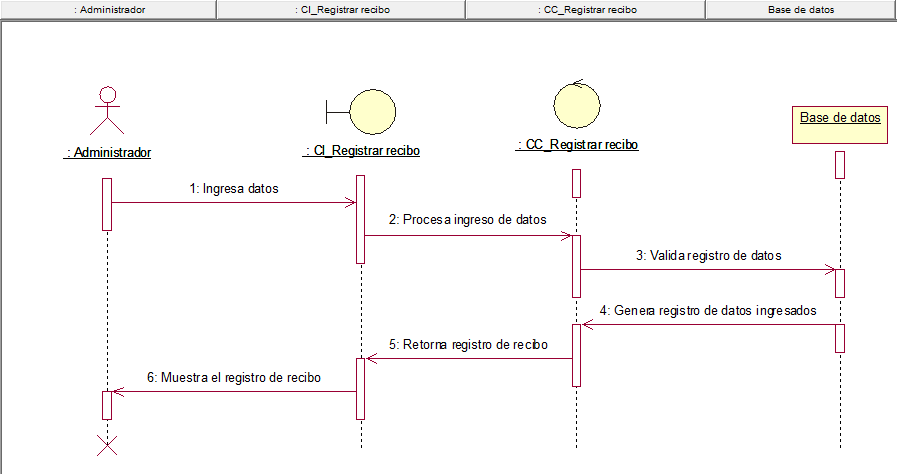 : Administrador
: CI_Registrar recibo
: CC_Registrar recibo
Base de datos
: Administrador
: CI_Registrar recibo
: CC_Registrar recibo
Base de datos
1: Ingresa datos
2: Procesa ingreso de datos
3: Valida registro de datos
4: Genera registro de datos ingresados
5: Retorna registro de recibo
6: Muestra el registro de recibo